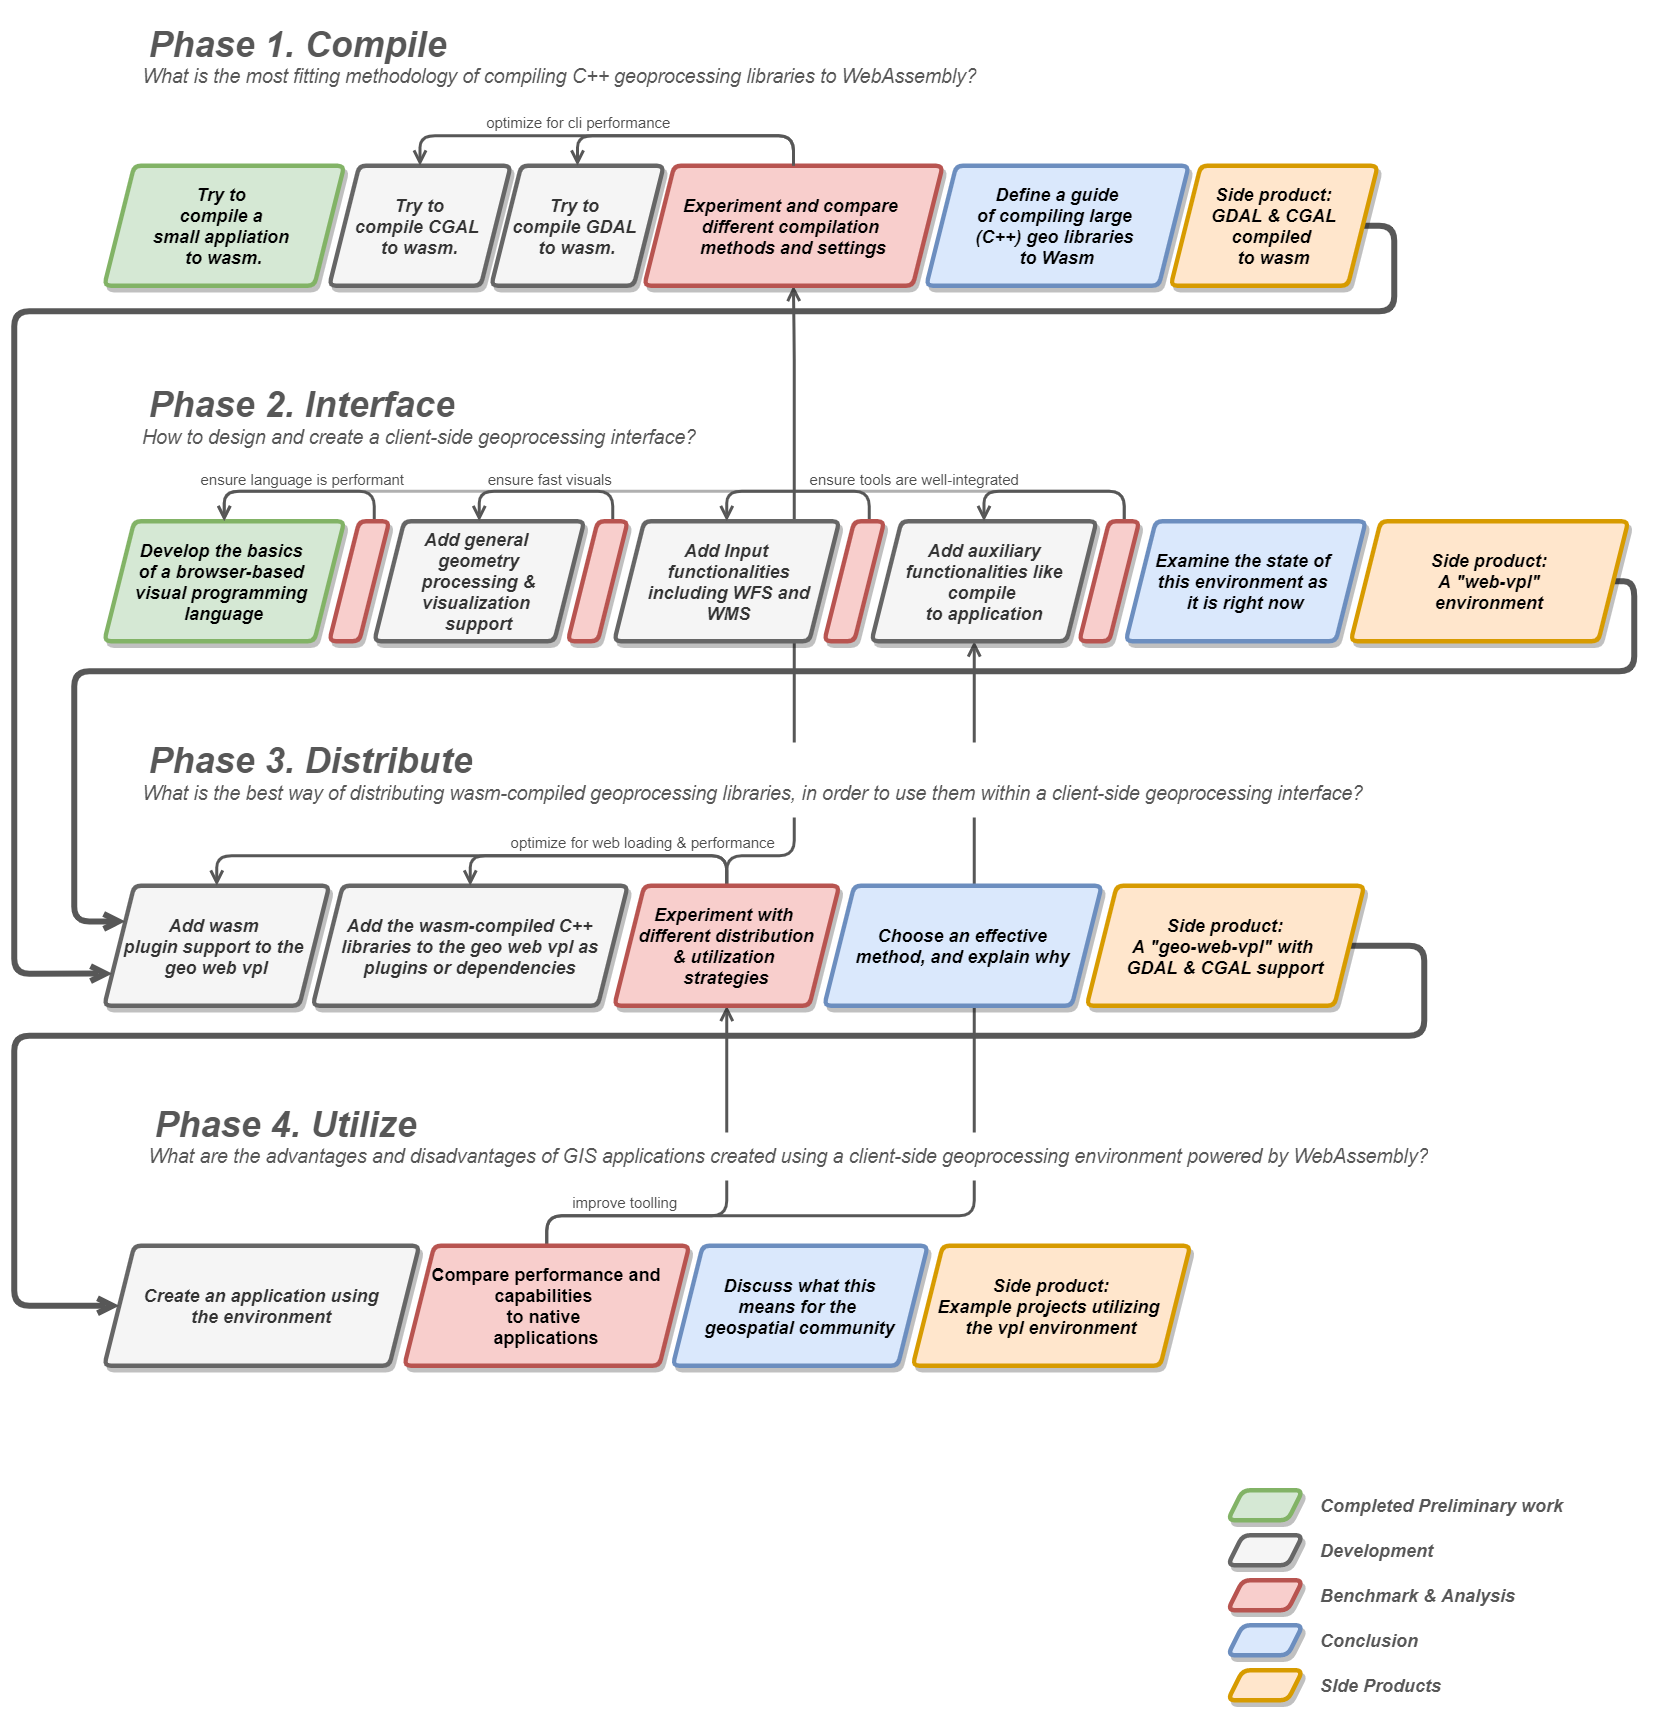 Phase 1. Compile
What is the most fitting methodology of compiling C++ geoprocessing libraries to WebAssembly?
optimize for cli performance
Try to
compile a
small appliation
to wasm.
Try to
compile CGAL
to wasm.
Try to
compile GDAL
to wasm.
Experiment and compare
different compilation
methods and settings
Define a guide
of compiling large
(C++) geo libraries
to Wasm
Side product:
GDAL & CGAL
compiled
to wasm
Phase 2. Interface
How to design and create a client-side geoprocessing interface?
ensure language is performant
ensure fast visuals
ensure tools are well-integrated
Develop the basics
of a browser-based
visual programming
language
Add general
geometry
processing &
visualization
support
Add Input
functionalities
including WFS and
WMS
Add auxiliary
functionalities like
compile
to application
Examine the state of
this environment as
it is right now
Side product:
A "web-vpl"
environment
Phase 3. Distribute
What is the best way of distributing wasm-compiled geoprocessing libraries, in order to use them within a client-side geoprocessing interface?
optimize for web loading & performance
Add wasm
plugin support to the
geo web vpl
Add the wasm-compiled C++
libraries to the geo web vpl as
plugins or dependencies
Experiment with
different distribution
& utilization
strategies
Choose an effective
method, and explain why
Side product:
A "geo-web-vpl" with
GDAL & CGAL support
Phase 4. Utilize
What are the advantages and disadvantages of GIS applications created using a client-side geoprocessing environment powered by WebAssembly?
improve toolling
Create an application using
the environment
Compare performance and
capabilities
to native
applications
Discuss what this
means for the
geospatial community
Side product:
Example projects utilizing
the vpl environment
Completed Preliminary work
Development
Benchmark & Analysis
Conclusion
SIde Products